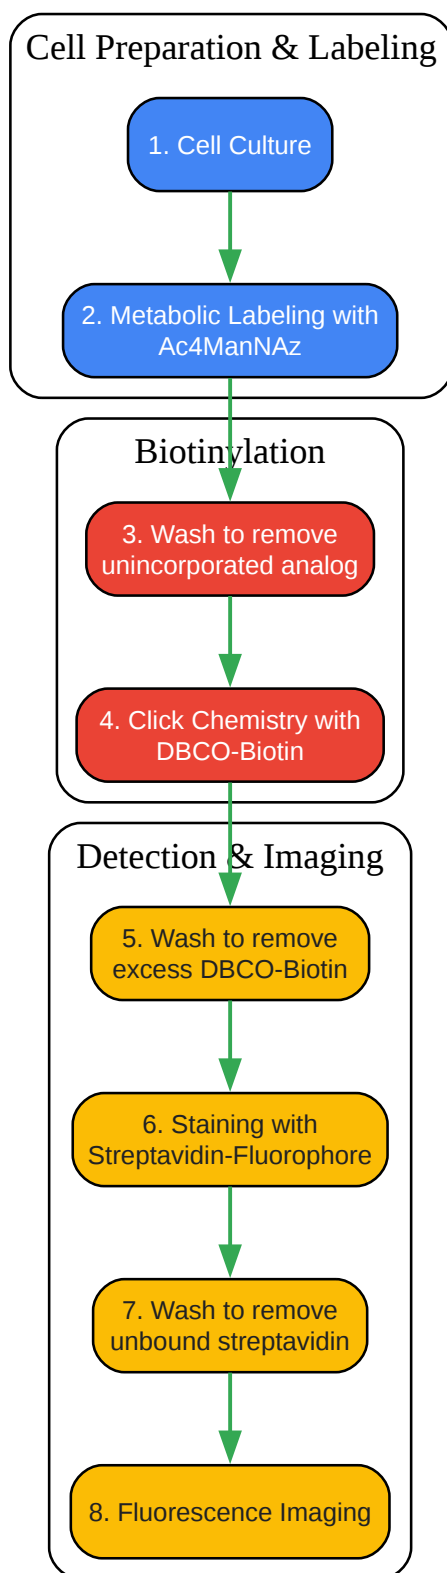 Cell Preparation & Labeling
1. Cell Culture
2. Metabolic Labeling with
Ac4ManNAz
Biotinylation
3. Wash to remove
unincorporated analog
4. Click Chemistry with
DBCO-Biotin
Detection & Imaging
5. Wash to remove
excess DBCO-Biotin
6. Staining with
Streptavidin-Fluorophore
7. Wash to remove
unbound streptavidin
8. Fluorescence Imaging